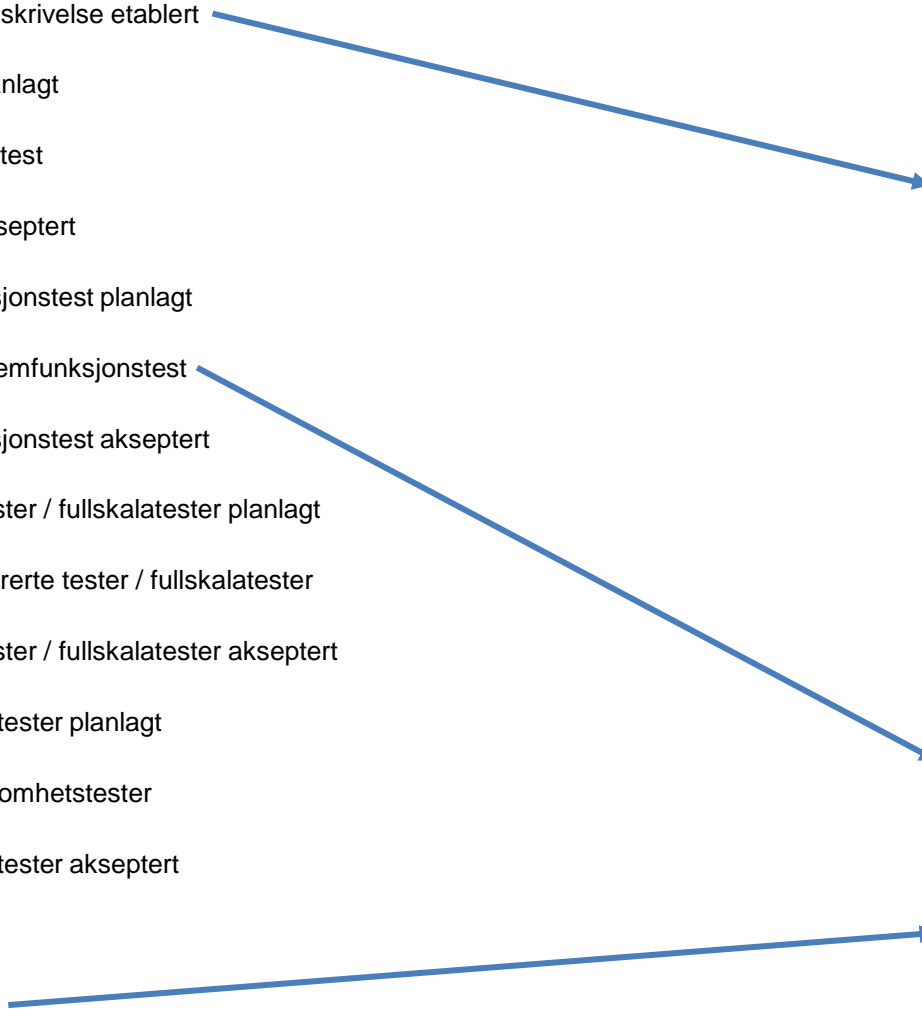 skrivelse etablert
nlagt
test
septert
sjonstest planlagt
emfunksjonstest
sjonstest akseptert
ster / fullskalatester planlagt
rerte tester / fullskalatester
ster / fullskalatester akseptert
tester planlagt
omhetstester
tester akseptert